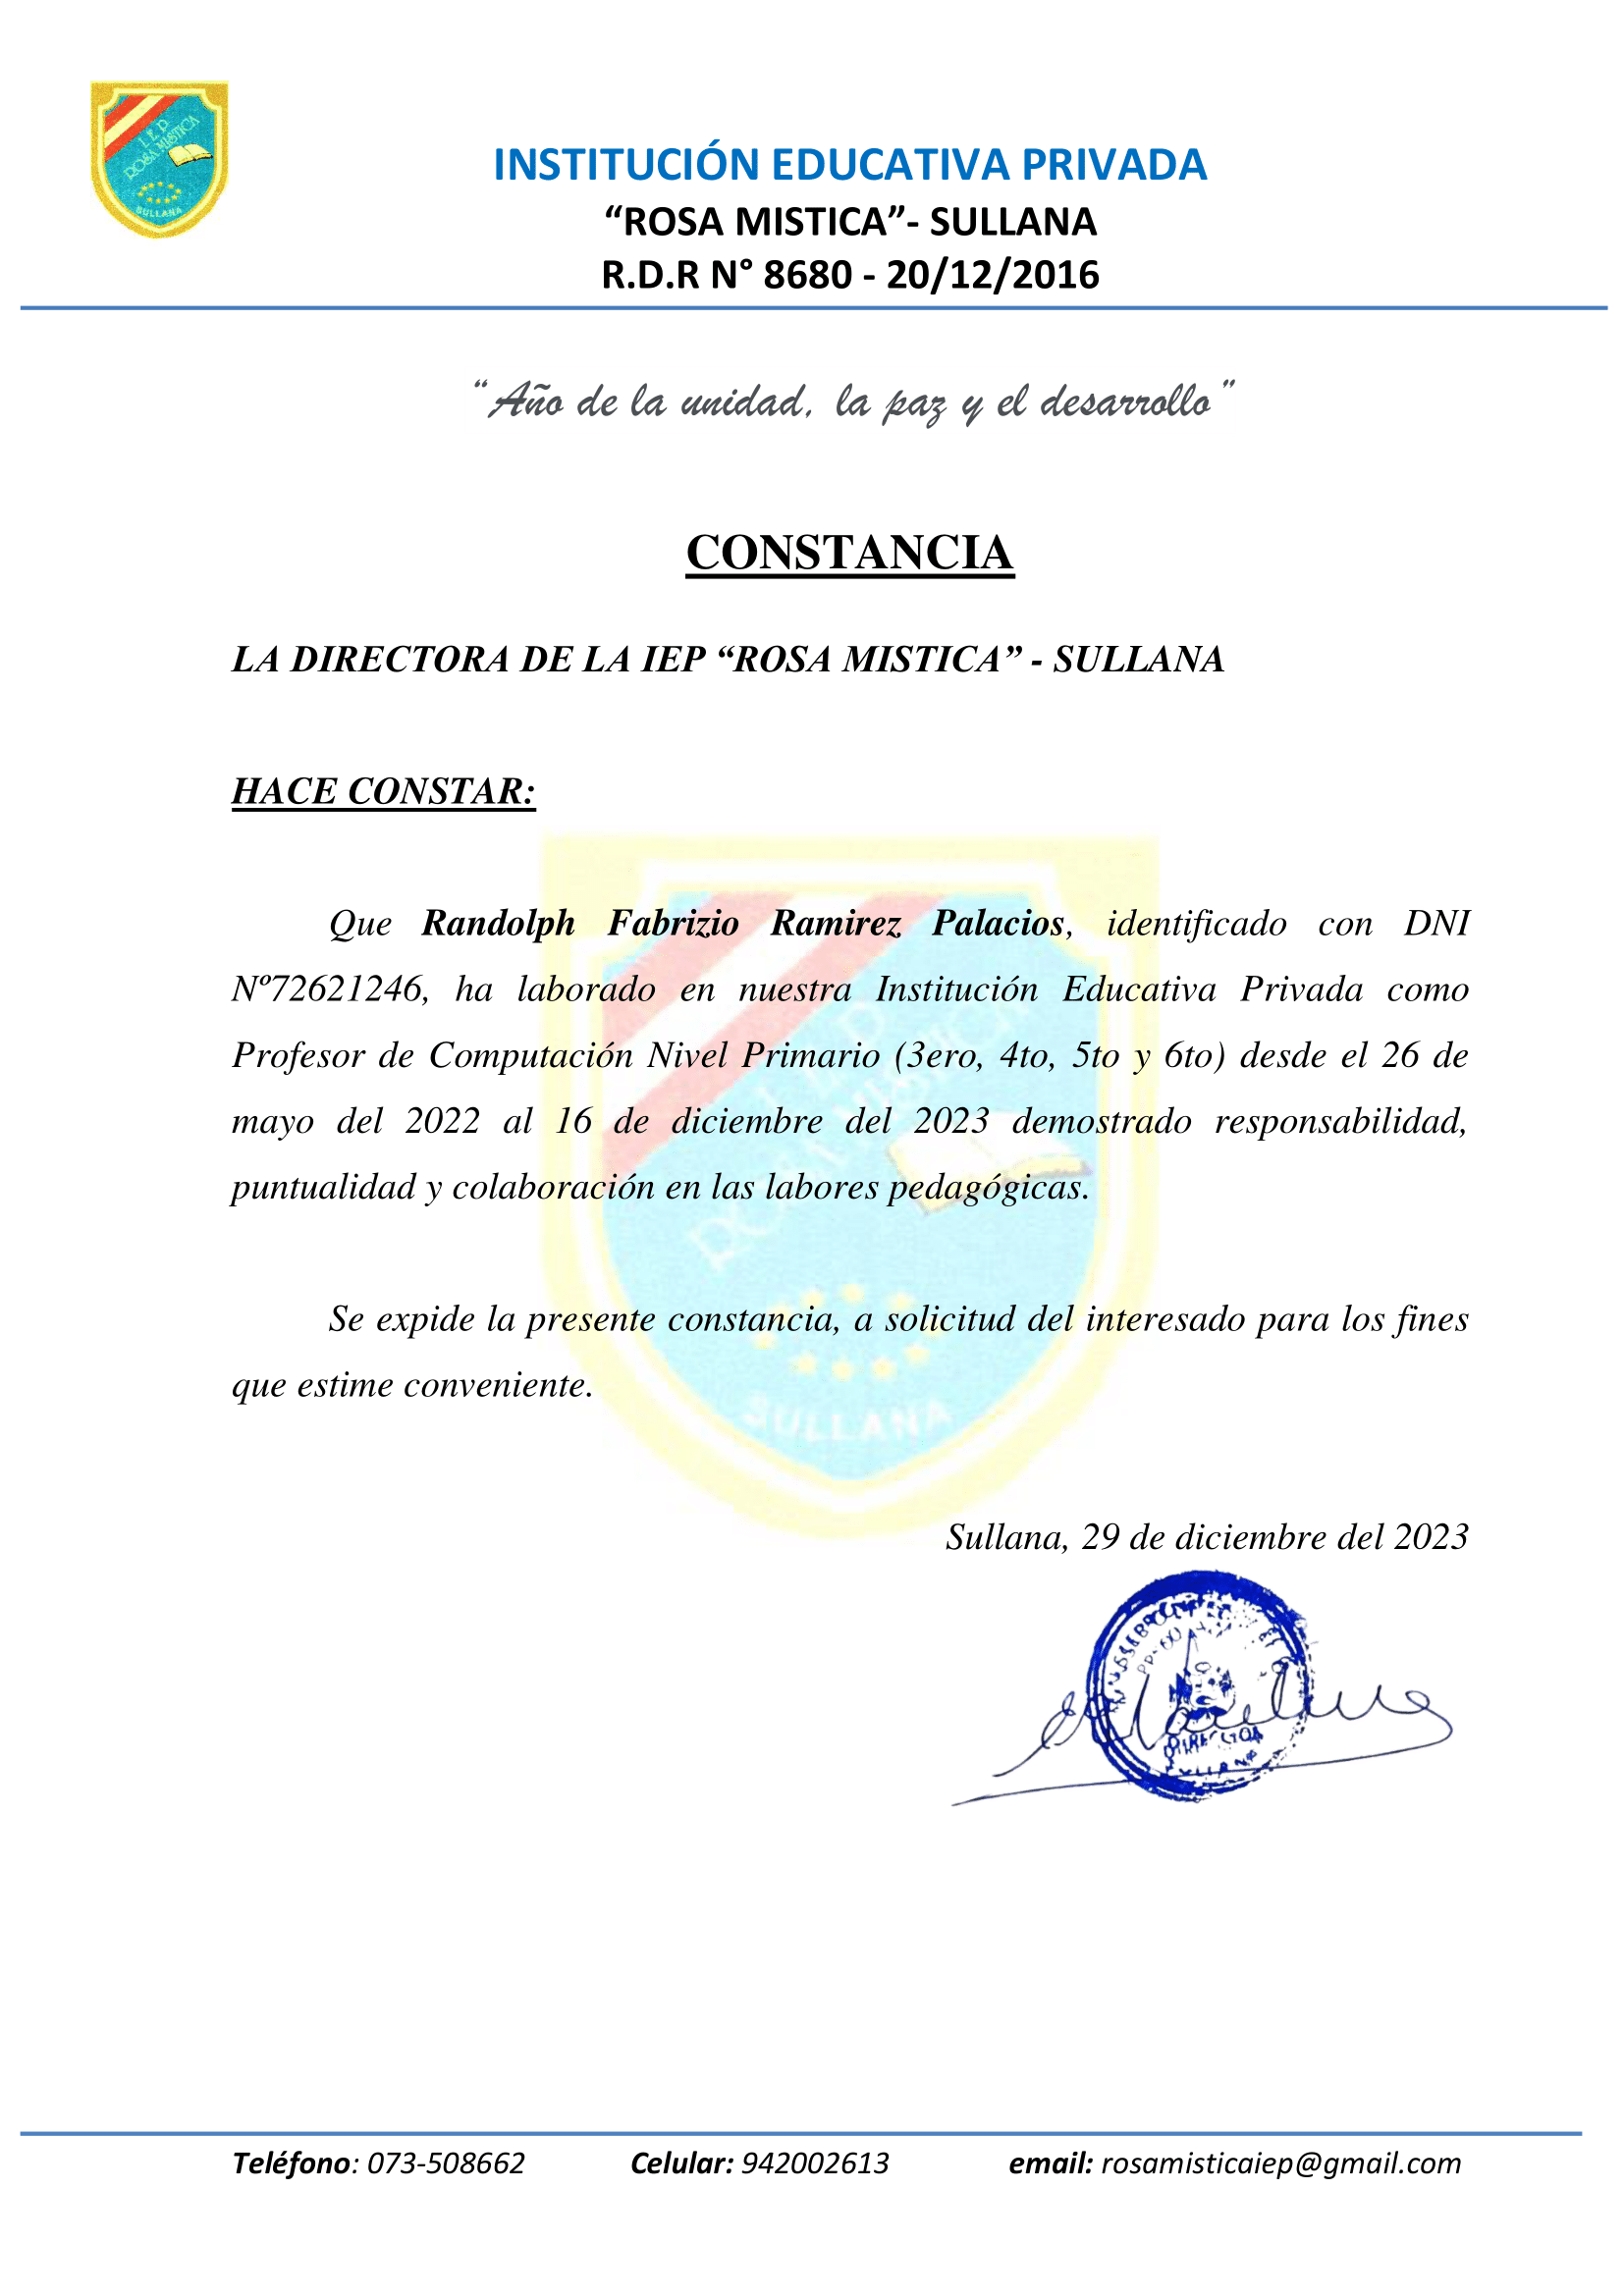 I E P
ROSA MISTICA
SULLANA
INSTITUCIÓN EDUCATIVA PRIVADA
“ROSA MISTICA”- SULLANA
R.D.R N° 8680 - 20/12/2016
“Año de la unidad, la paz y el desarrollo”
CONSTANCIA
LA DIRECTORA DE LA IEP “ROSA MISTICA” - SULLANA
HACE CONSTAR:
Que Randolph Fabrizio Ramirez Palacios, identificado con DNI
Nº72621246, ha laborado en nuestra Institución Educativa Privada como
Profesor de Computación Nivel Primario (3ero, 4to, 5to y 6to) desde el 26 de
mayo del 2022 al 16 de diciembre del 2023 demostrado responsabilidad,
puntualidad y colaboración en las labores pedagógicas.
Se expide la presente constancia, a solicitud del interesado para los fines
que estime conveniente.
SULLANA
Sullana, 29 de diciembre del 2023
SULLANA
Teléfono: 073-508662 Celular: 942002613 email: rosamisticaiep@gmail.com